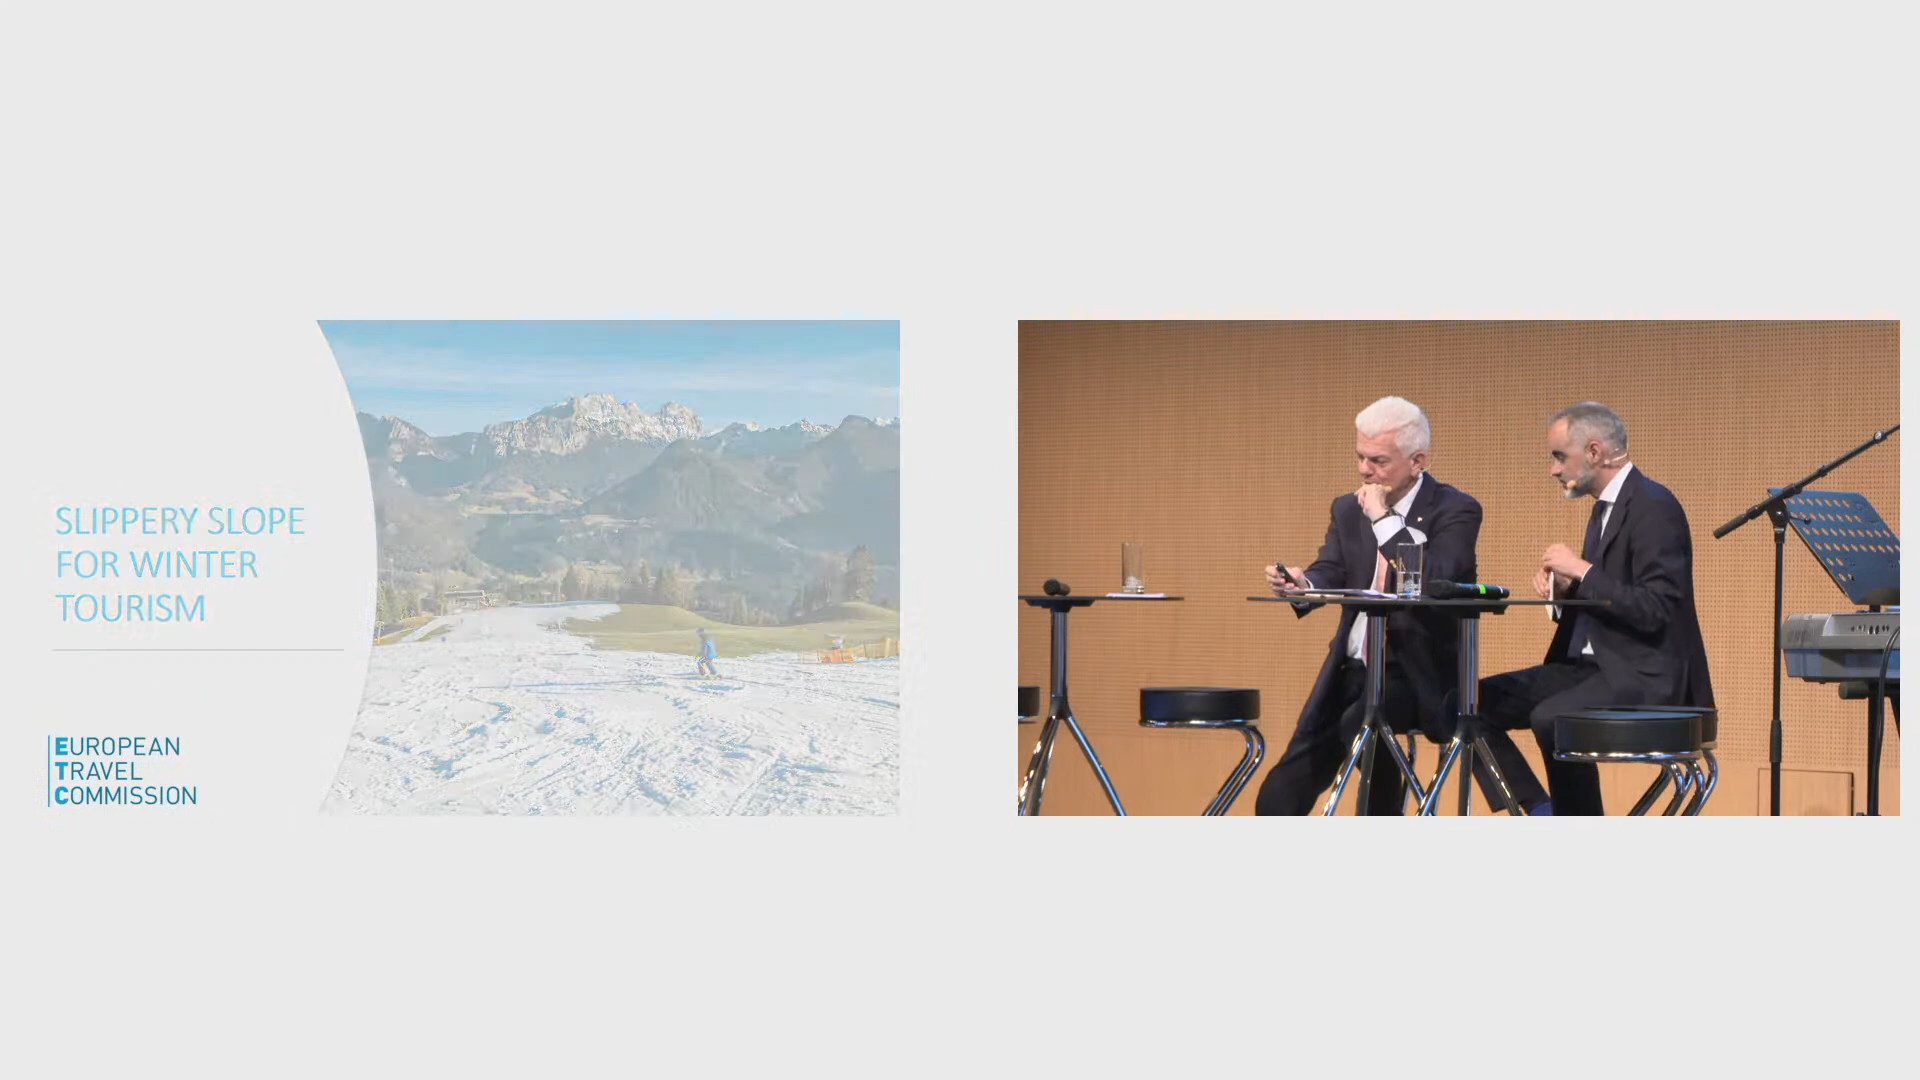 SLIPPERY SLOPE
FOR WINTER
TOURISM
EUROPEAN
TRAVEL
COMMISSION